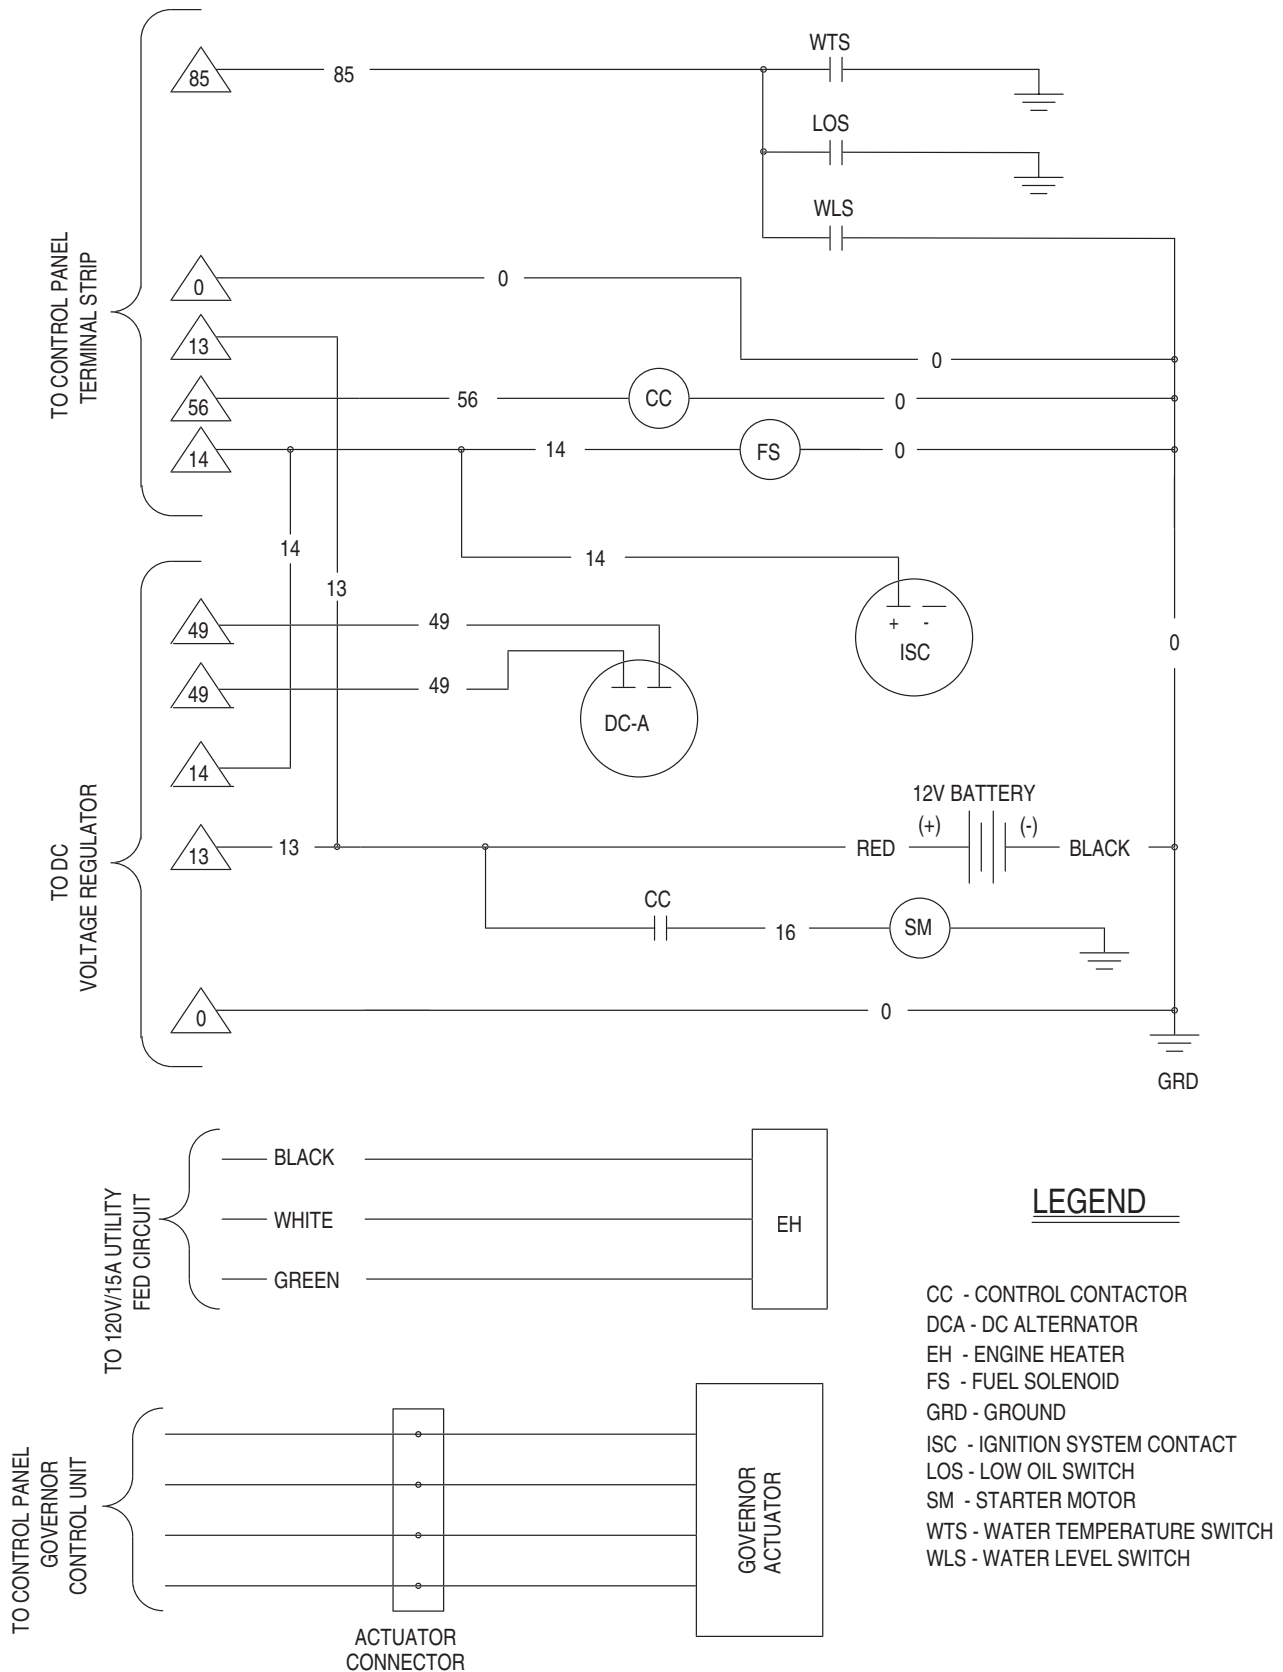 WTS
85
85
LOS
WLS
TO CONTROL PANEL
TERMINAL STRIP
0
0
13
0
56
56
CC
0
14
14
FS
0
14
14
13
+ -
ISC
49
49
0
49
49
DC-A
14
TO DC
VOLTAGE REGULATOR
12V BATTERY
(+)
(-)
13
13
RED
BLACK
CC
16
SM
0
0
GRD
TO 120V/15A UTILITY
FED CIRCUIT
BLACK
WHITE
GREEN
EH
LEGEND
CC - CONTROL CONTACTOR
DCA - DC ALTERNATOR
EH - ENGINE HEATER
FS - FUEL SOLENOID
GRD - GROUND
ISC - IGNITION SYSTEM CONTACT
LOS - LOW OIL SWITCH
SM - STARTER MOTOR
WTS - WATER TEMPERATURE SWITCH
WLS - WATER LEVEL SWITCH
TO CONTROL PANEL
GOVERNOR
CONTROL UNIT
GOVERNOR
ACTUATOR
ACTUATOR
CONNECTOR